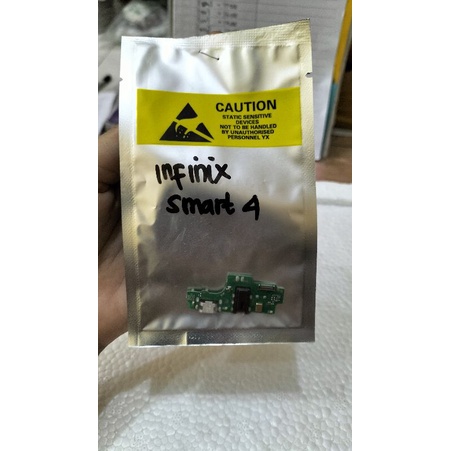 CAUTION
STATIC SENSITIVE
DEVICES
NOT TO BE HANDLED
BY UNAUTHORISED
PERSONNEL YX
infinix
smart 4